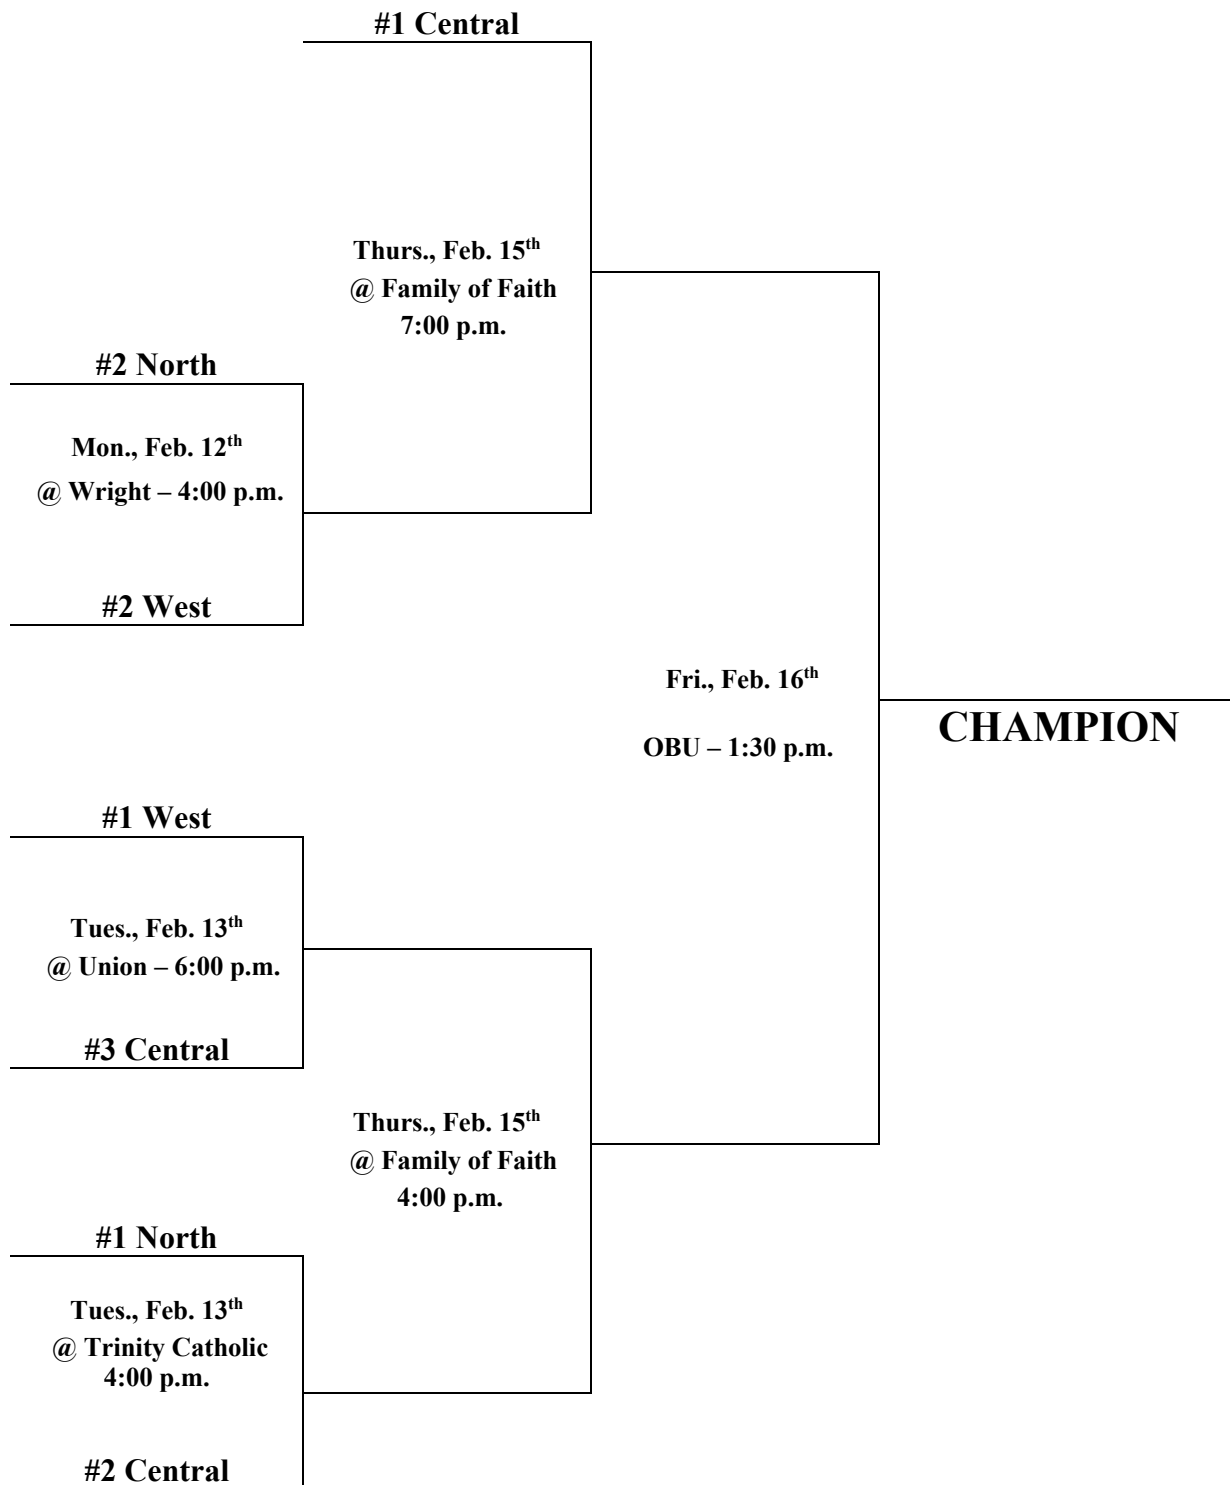 #1 Central
Thurs., Feb. 15th
@ Family of Faith
7:00 p.m.
#2 North
Mon., Feb. 12th
@ Wright – 4:00 p.m.
#2 West
Fri., Feb. 16th
OBU – 1:30 p.m.
CHAMPION
#1 West
Tues., Feb. 13th
@ Union – 6:00 p.m.
#3 Central
Thurs., Feb. 15th
@ Family of Faith
4:00 p.m.
#1 North
Tues., Feb. 13th
@ Trinity Catholic
4:00 p.m.
#2 Central